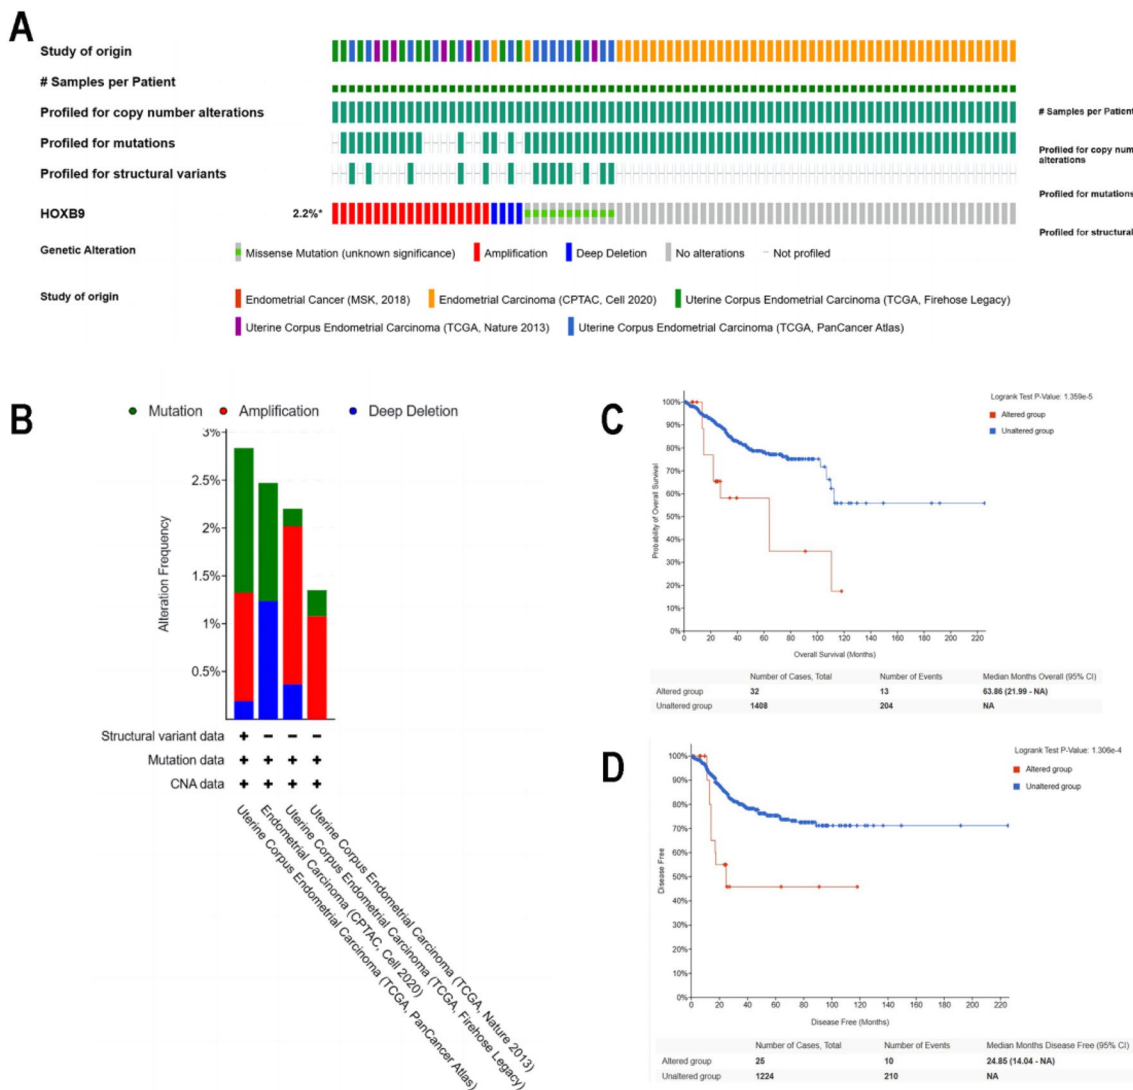 A
Study of origin
# Samples per Patient
Profiled for copy number alterations
# Samples per Patient
Profiled for mutations
Profiled for copy num
alterations
Profiled for structural variants
Profiled for mutations
HOXB9 2.2%*
Profiled for structural
Genetic Alteration Missense Mutation (unknown significance) Amplification Deep Deletion No alterations Not profiled
Study of origin Endometrial Cancer (MSK, 2018) Endometrial Carcinoma (CPTAC, Cell 2020) Uterine Corpus Endometrial Carcinoma (TCGA, Firehose Legacy)
Uterine Corpus Endometrial Carcinoma (TCGA, Nature 2013) Uterine Corpus Endometrial Carcinoma (TCGA, PanCancer Atlas)
B
Mutation Amplification Deep Deletion
3%
2.5%
2%
1.5%
1%
0.5%
Alteration Frequency
Structural variant data + − − −
Mutation data + + + +
CNA data + + + +
Uterine Corpus Endometrial Carcinoma (TCGA, PanCancer Atlas)
Endometrial Carcinoma (CPTAC, Cell 2020)
Uterine Corpus Endometrial Carcinoma (TCGA, Firehose Legacy)
Uterine Corpus Endometrial Carcinoma (TCGA, Nature 2013)
C
Logrank Test P-Value: 1.359e-5
Altered group
Unaltered group
100%
90%
80%
70%
60%
50%
40%
30%
20%
10%
0%
Probability of Overall Survival
0 20 40 60 80 100 120 140 160 180 200 220
Overall Survival (Months)
Number of Cases, Total Number of Events Median Months Overall (95% CI)
Altered group 32 13 63.86 (21.99 - NA)
Unaltered group 1408 204 NA
D
Logrank Test P-Value: 1.306e-4
Altered group
Unaltered group
100%
90%
80%
70%
60%
50%
40%
30%
20%
10%
0%
Disease Free
0 20 40 60 80 100 120 140 160 180 200 220
Disease Free (Months)
Number of Cases, Total Number of Events Median Months Disease Free (95% CI)
Altered group 25 10 24.85 (14.04 - NA)
Unaltered group 1224 210 NA